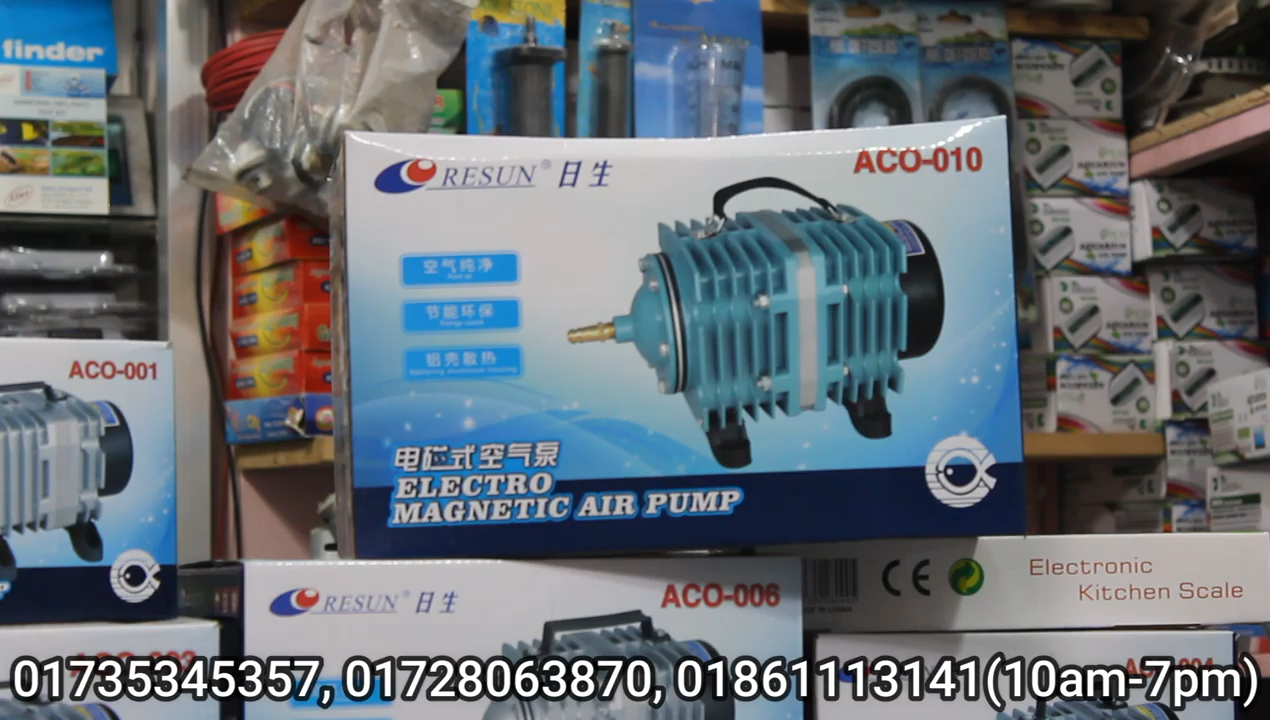 finder
RESUN® 日生
ACO-010
空气纯净
Pure air
节能环保
铝壳散热
电磁式空气泵
ELECTRO
MAGNETIC AIR PUMP
ACO-001
RESUN® 日生
ACO-006
CE
Electronic
Kitchen Scale
01735345357, 01728063870, 01861113141(10am-7pm)